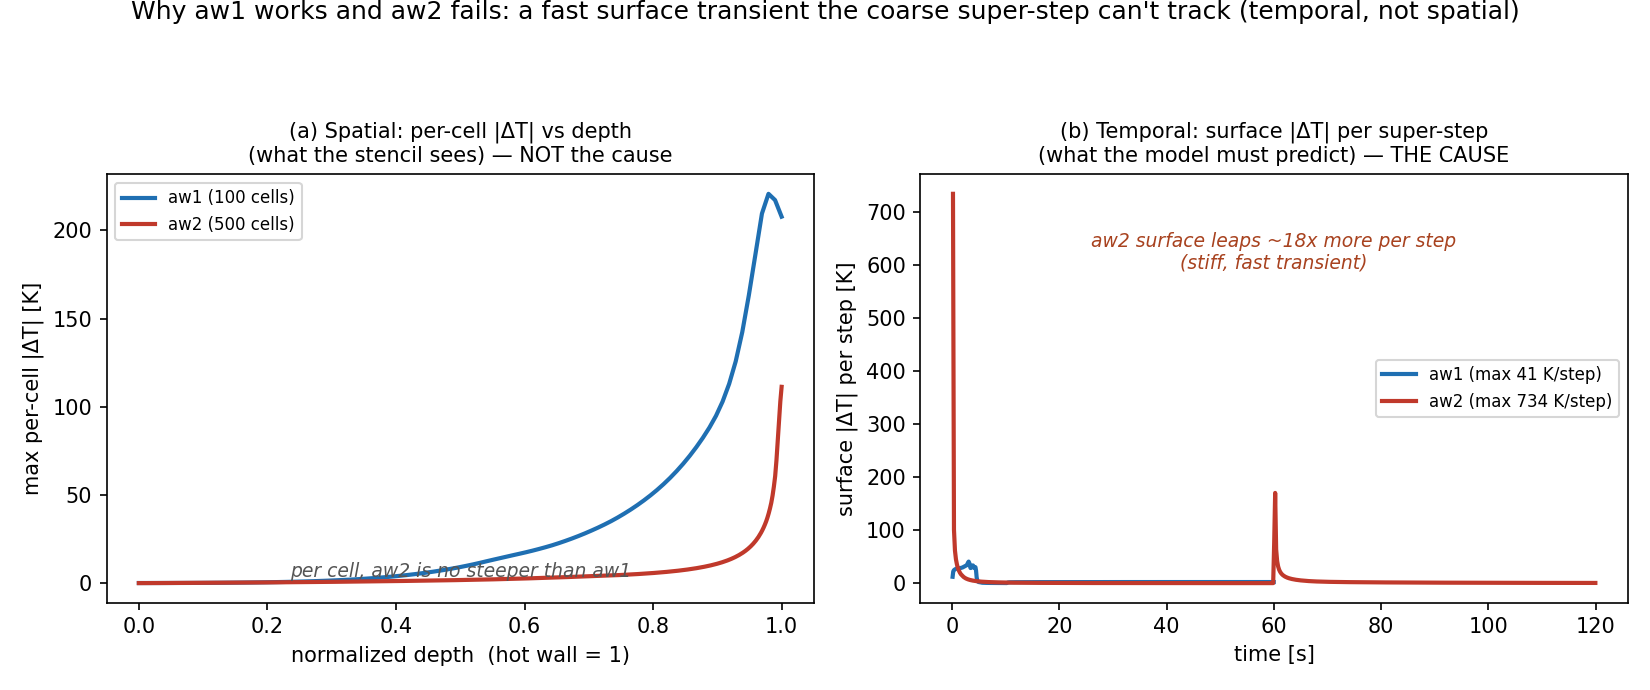 Why aw1 works and aw2 fails: a fast surface transient the coarse super-step can't track (temporal, not spatial)
(a) Spatial: per-cell |ΔT| vs depth
(what the stencil sees) — NOT the cause
aw1 (100 cells)
aw2 (500 cells)
max per-cell |ΔT| [K]
200
150
100
50
0
per cell, aw2 is no steeper than aw1
0.0 0.2 0.4 0.6 0.8 1.0
normalized depth  (hot wall = 1)
(b) Temporal: surface |ΔT| per super-step
(what the model must predict) — THE CAUSE
aw2 surface leaps ~18x more per step
(stiff, fast transient)
aw1 (max 41 K/step)
aw2 (max 734 K/step)
surface |ΔT| per step [K]
700
600
500
400
300
200
100
0
0 20 40 60 80 100 120
time [s]